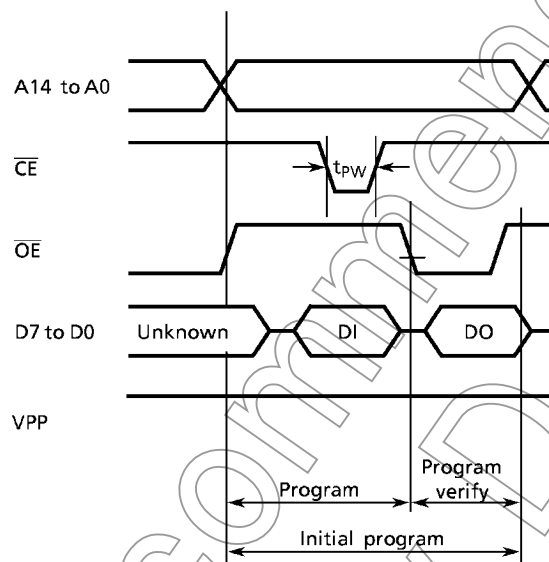 A14 to A0
CE
tPW
OE
D7 to D0
Unknown
DI
DO
VPP
Program
Program
verify
Initial program